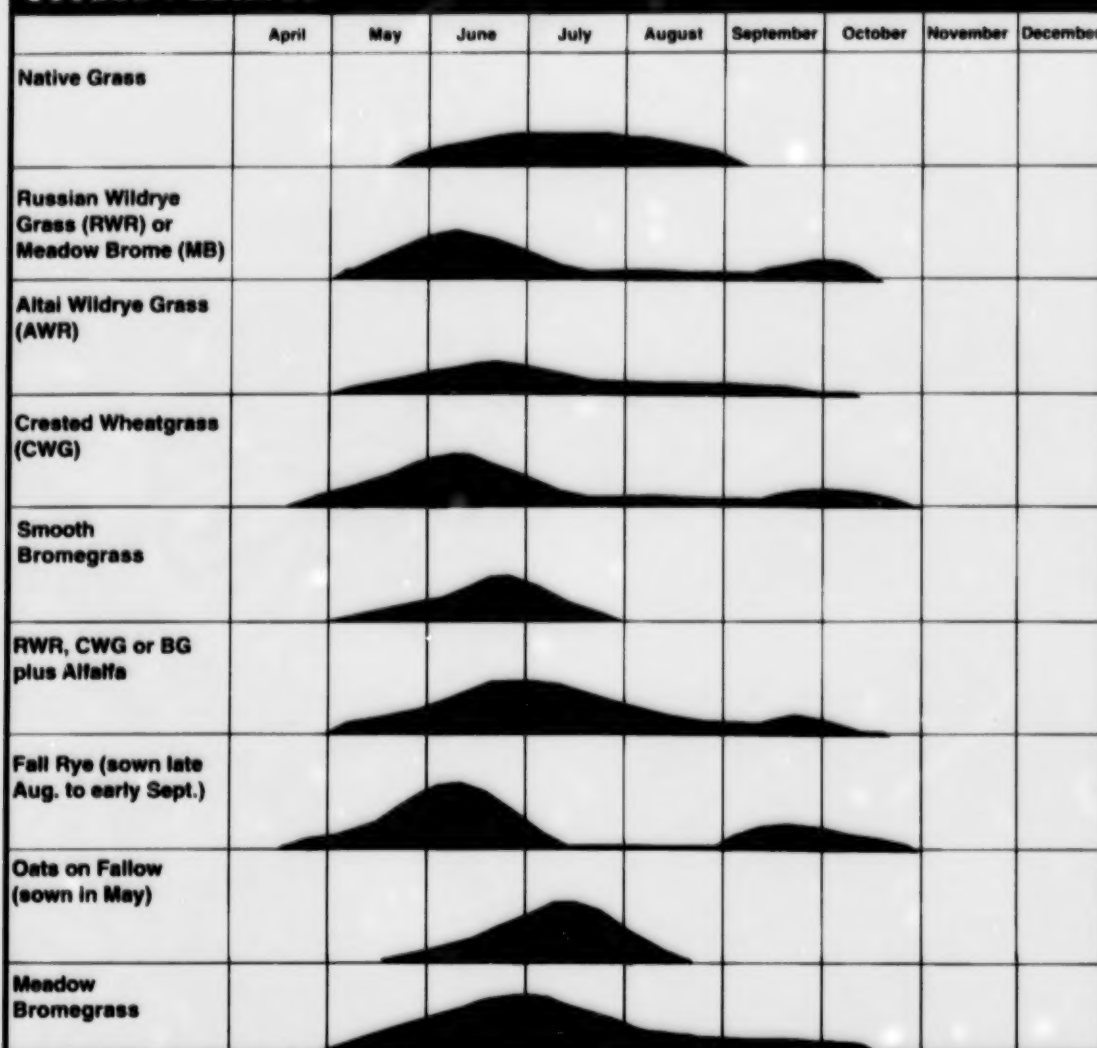 April May June July August September October November December
Native Grass
Russian Wildrye
Grass (RWR) or
Meadow Brome (MB)
Altai Wildrye Grass
(AWR)
Crested Wheatgrass
(CWG)
Smooth
Bromegrass
RWR, CWG or BG
plus Alfalfa
Fall Rye (sown late
Aug. to early Sept.)
Oats on Fallow
(sown in May)
Meadow
Bromegrass